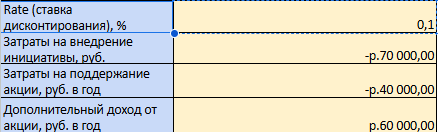 Rate (ставка
дисконтирования), %
0,1
Затраты на внедрение
инициативы, руб.
-р.70 000,00
Затраты на поддержание
акции, руб. в год
-р.40 000,00
Дополнительный доход от
акции, руб. в год
р.60 000,00